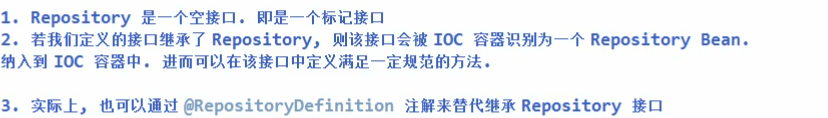 1. Repository 是一个空接口. 即是一个标记接口
2. 若我们定义的接口继承了 Repository, 则该接口会被 IOC 容器识别为一个 Repository Bean.
纳入到 IOC 容器中. 进而可以在该接口中定义满足一定规范的方法.
3. 实际上, 也可以通过 @RepositoryDefinition 注解来替代继承 Repository 接口